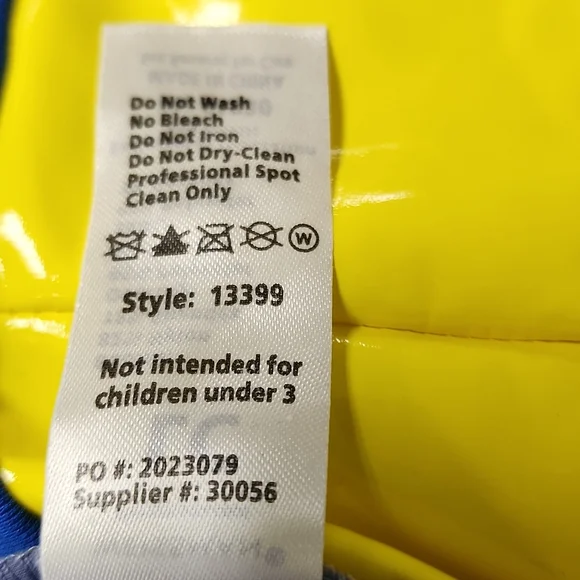 Do Not Wash
No Bleach
Do Not Iron
Do Not Dry-Clean
Professional Spot
Clean Only
W
Style: 13399
Not intended for
children under 3
PO #: 2023079
Supplier #: 30056